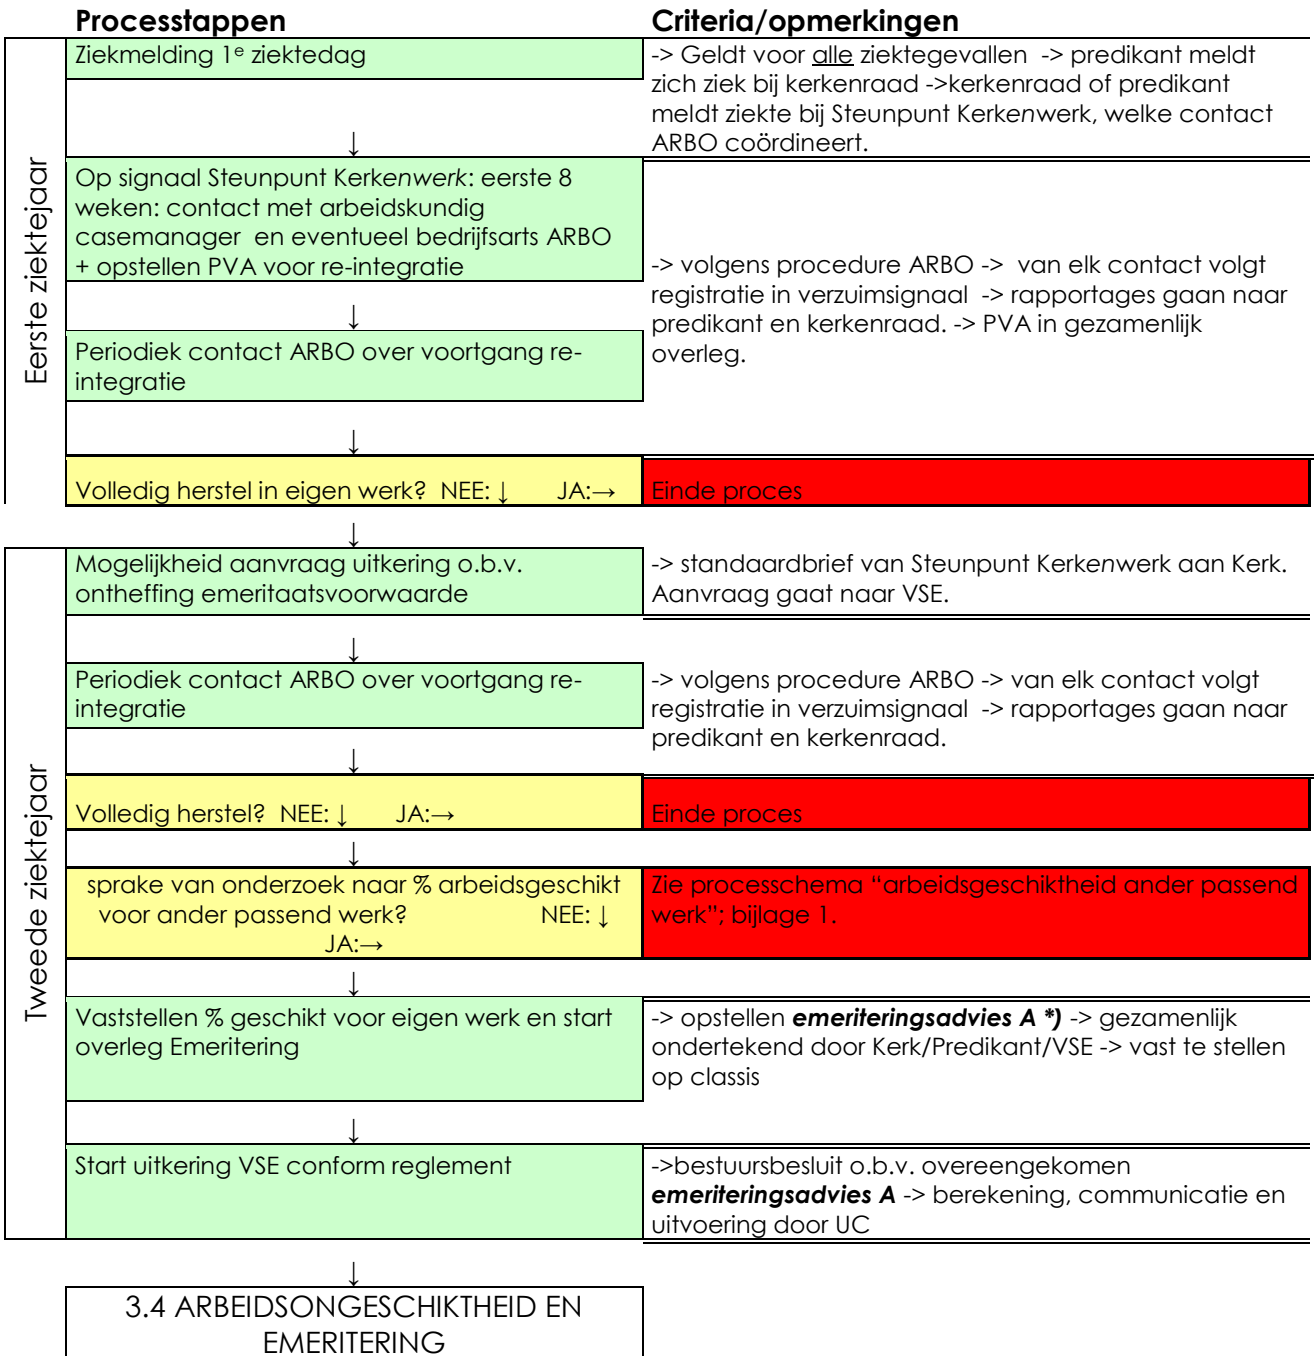 Processtappen Criteria/opmerkingen
Eerste ziektejaar
Ziekmelding 1e ziektedag
-> Geldt voor alle ziektegevallen -> predikant meldt
zich ziek bij kerkenraad ->kerkenraad of predikant
meldt ziekte bij Steunpunt Kerkenwerk, welke contact
ARBO coördineert.
↓
Op signaal Steunpunt Kerkenwerk: eerste 8
weken: contact met arbeidskundig
casemanager en eventueel bedrijfsarts ARBO
+ opstellen PVA voor re-integratie
↓
Periodiek contact ARBO over voortgang re-
integratie
-> volgens procedure ARBO -> van elk contact volgt
registratie in verzuimsignaal -> rapportages gaan naar
predikant en kerkenraad. -> PVA in gezamenlijk
overleg.
↓
Volledig herstel in eigen werk? NEE: ↓ JA:→
Einde proces
↓
Tweede ziektejaar
Mogelijkheid aanvraag uitkering o.b.v.
ontheffing emeritaatsvoorwaarde
-> standaardbrief van Steunpunt Kerkenwerk aan Kerk.
Aanvraag gaat naar VSE.
↓
Periodiek contact ARBO over voortgang re-
integratie
-> volgens procedure ARBO -> van elk contact volgt
registratie in verzuimsignaal -> rapportages gaan naar
predikant en kerkenraad.
↓
Volledig herstel? NEE: ↓ JA:→
Einde proces
↓
sprake van onderzoek naar % arbeidsgeschikt
voor ander passend werk? NEE: ↓
JA:→
Zie processchema “arbeidsgeschiktheid ander passend
werk”; bijlage 1.
↓
Vaststellen % geschikt voor eigen werk en start
overleg Emeritering
-> opstellen emeriteringsadvies A *) -> gezamenlijk
ondertekend door Kerk/Predikant/VSE -> vast te stellen
op classis
↓
Start uitkering VSE conform reglement
->bestuursbesluit o.b.v. overeengekomen
emeriteringsadvies A -> berekening, communicatie en
uitvoering door UC
↓
3.4 ARBEIDSONGESCHIKTHEID EN
EMERITERING